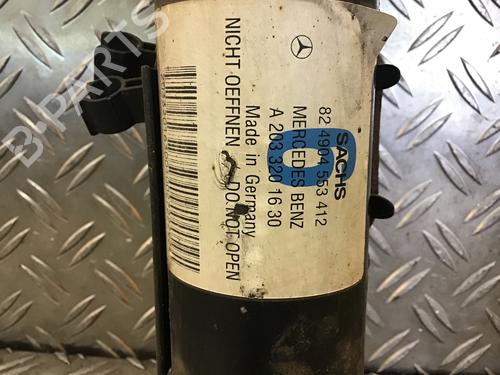 SACHS
82 4904 553 412
MERCEDES BENZ
A 203 320 16 30
Made in Germany
NICHT OEFFNEN DO NOT OPEN
B-PARTS